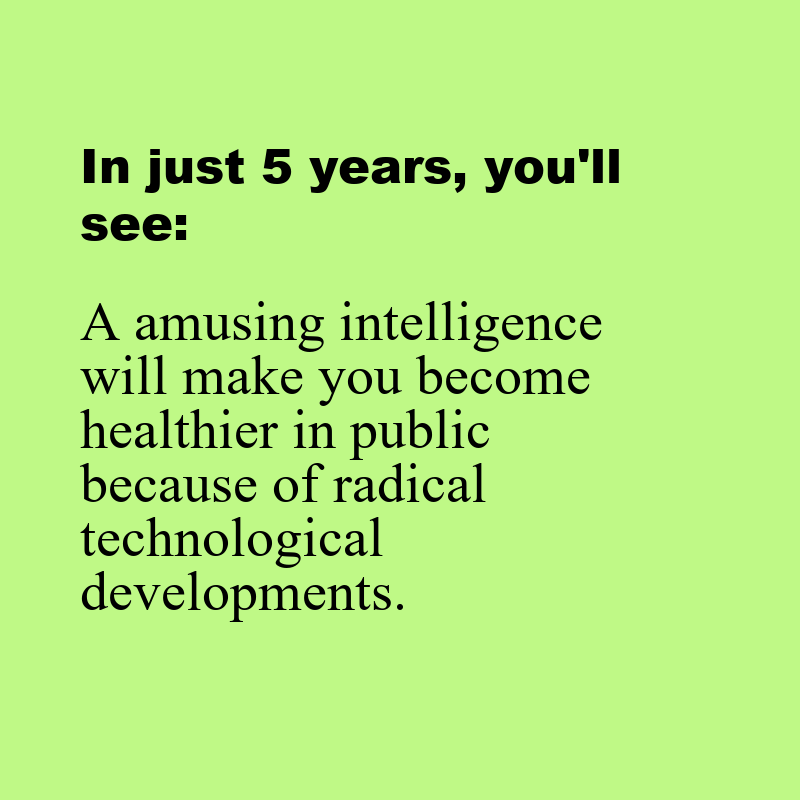 In just 5 years, you'll
see:
A amusing intelligence
will make you become
healthier in public
because of radical
technological
developments.